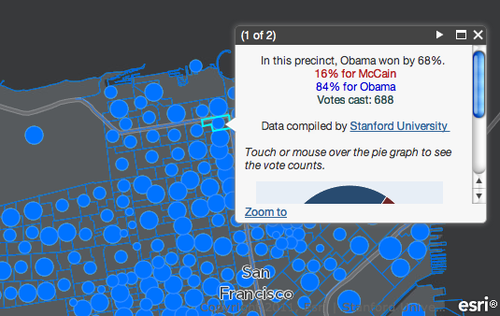 (1 of 2)
In this precinct, Obama won by 68%.
16% for McCain
84% for Obama
Votes cast: 688
Data compiled by Stanford University
Touch or mouse over the pie graph to see
the vote counts.
Zoom to
San
Francisco
esri®